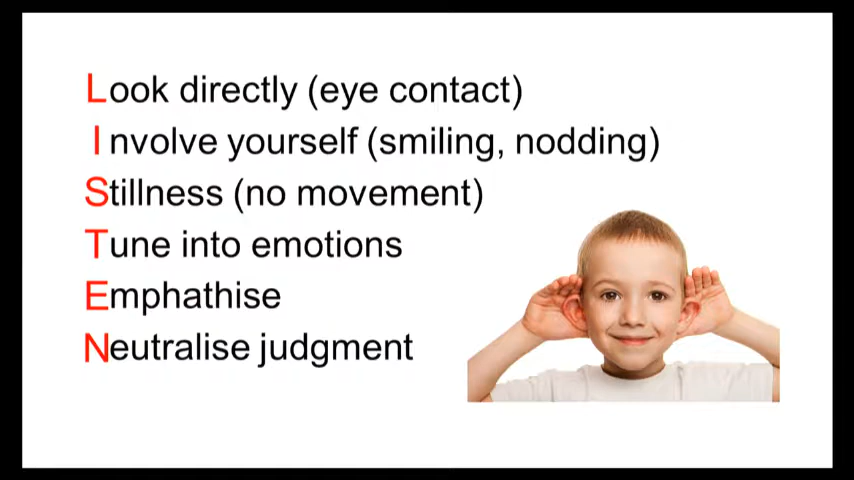 Look directly (eye contact)
Involve yourself (smiling, nodding)
Stillness (no movement)
Tune into emotions
Emphathise
Neutralise judgment